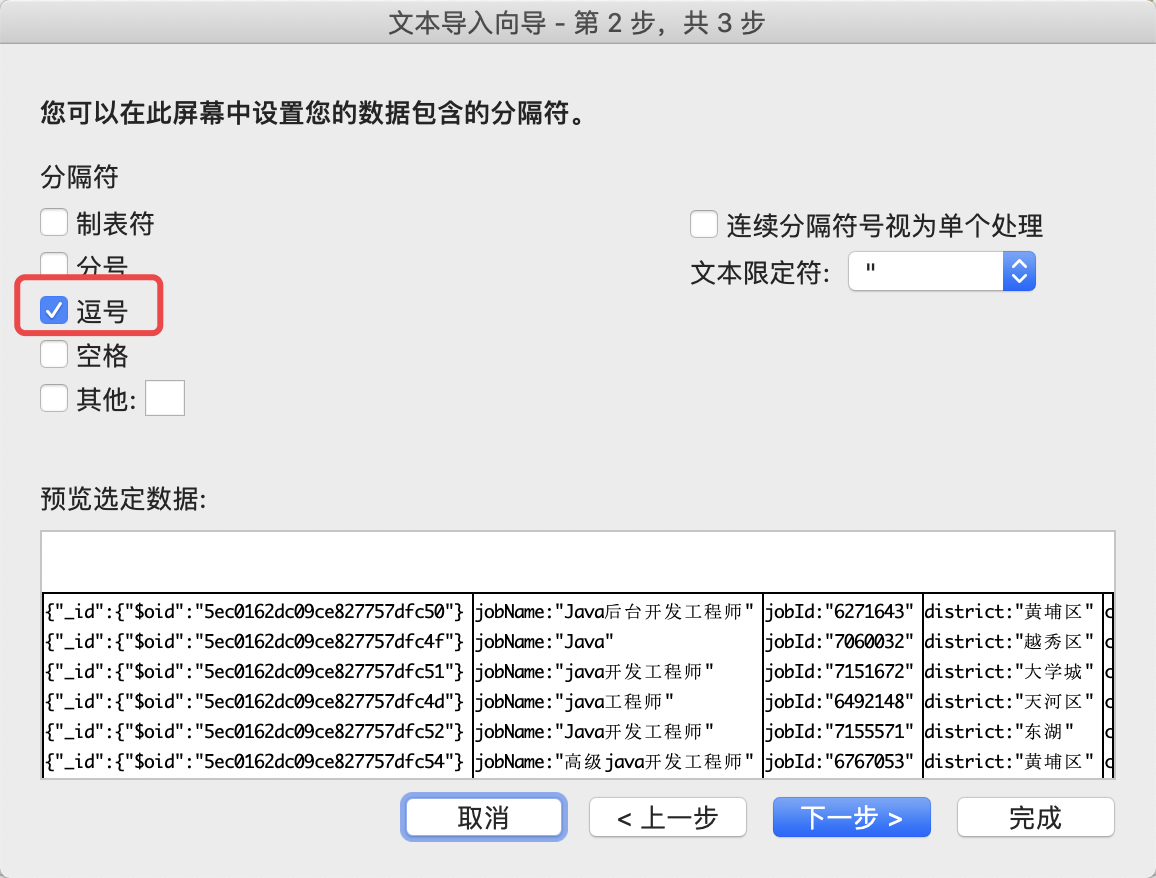 文本导入向导 - 第 2 步，共 3 步
您可以在此屏幕中设置您的数据包含的分隔符。
分隔符
制表符
连续分隔符号视为单个处理
分号
文本限定符: "
逗号
空格
其他:
预览选定数据:
{"_id":{"$oid":"5ec0162dc09ce827757dfc50"} jobName:"Java后台开发工程师" jobId:"6271643" district:"黄埔区" c
{"_id":{"$oid":"5ec0162dc09ce827757dfc4f"} jobName:"Java" jobId:"7060032" district:"越秀区" c
{"_id":{"$oid":"5ec0162dc09ce827757dfc51"} jobName:"java开发工程师" jobId:"7151672" district:"大学城" c
{"_id":{"$oid":"5ec0162dc09ce827757dfc4d"} jobName:"java工程师" jobId:"6492148" district:"天河区" c
{"_id":{"$oid":"5ec0162dc09ce827757dfc52"} jobName:"Java开发工程师" jobId:"7155571" district:"东湖" c
{"_id":{"$oid":"5ec0162dc09ce827757dfc54"} jobName:"高级java开发工程师" jobId:"6767053" district:"黄埔区" c
取消 < 上一步 下一步 > 完成